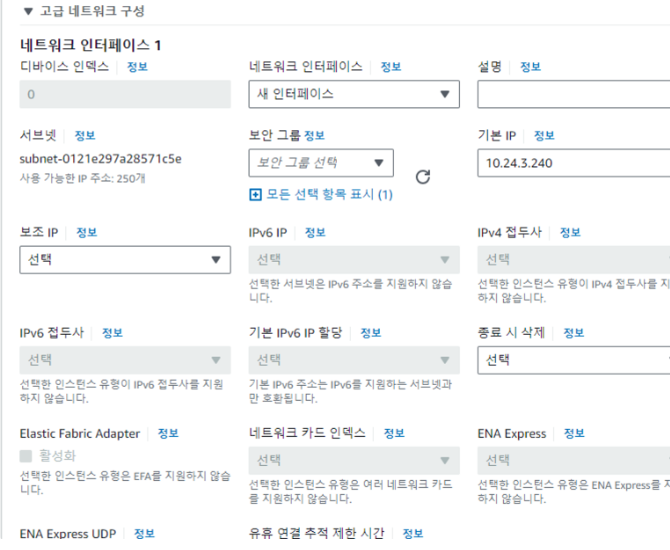 ▼ 고급 네트워크 구성
네트워크 인터페이스 1
디바이스 인덱스 정보
0
네트워크 인터페이스 정보
새 인터페이스
설명 정보
서브넷 정보
subnet-0121e297a28571c5e
사용 가능한 IP 주소: 250개
보안 그룹 정보
보안 그룹 선택
모든 선택 항목 표시 (1)
기본 IP 정보
10.24.3.240
보조 IP 정보
선택
IPv6 IP 정보
선택
선택한 서브넷은 IPv6 주소를 지원하지 않습
니다.
IPv4 접두사 정보
선택
선택한 인스턴스 유형이 IPv4 접두사를 지
하지 않습니다.
IPv6 접두사 정보
선택
선택한 인스턴스 유형이 IPv6 접두사를 지원
하지 않습니다.
기본 IPv6 IP 할당 정보
선택
기본 IPv6 주소는 IPv6를 지원하는 서브넷과
만 호환됩니다.
종료 시 삭제 정보
선택
Elastic Fabric Adapter 정보
활성화
선택한 인스턴스 유형은 EFA를 지원하지 않습
니다.
네트워크 카드 인덱스 정보
선택
선택한 인스턴스 유형은 여러 네트워크 카드
를 지원하지 않습니다.
ENA Express 정보
선택
선택한 인스턴스 유형은 ENA Express를 지
하지 않습니다.
ENA Express UDP 정보
유휴 연결 추적 제한 시간 정보